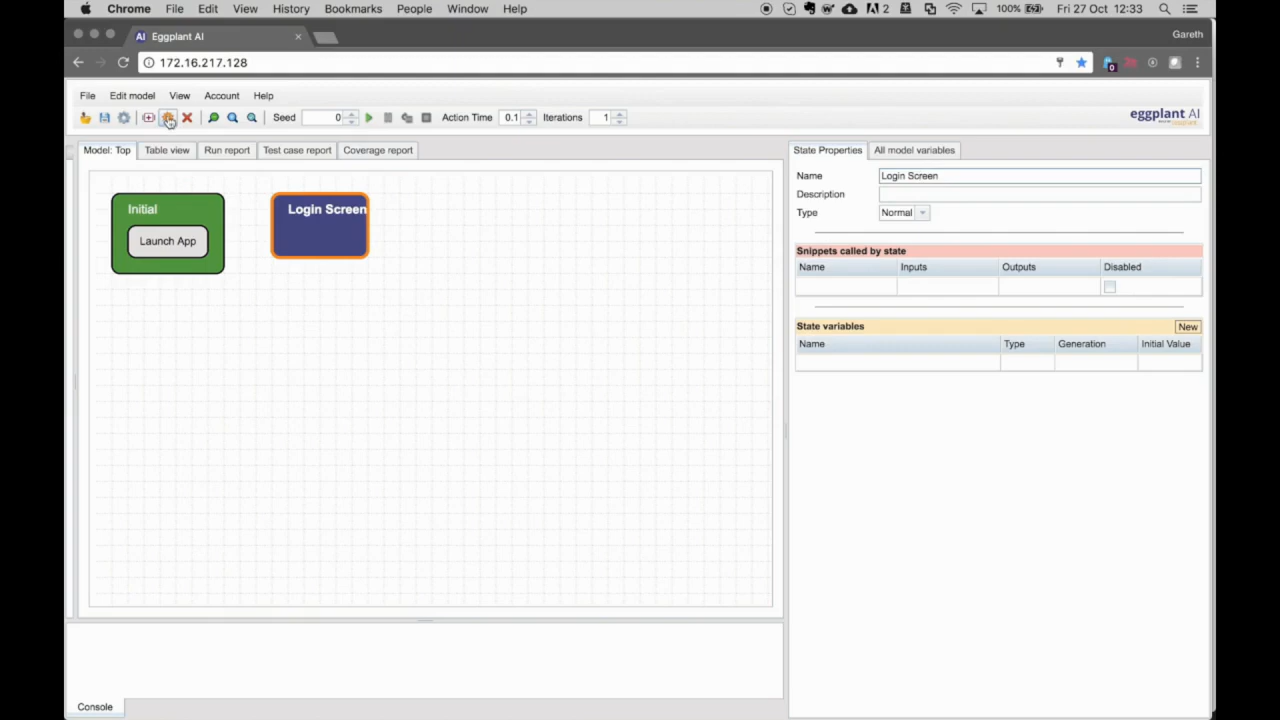 Chrome File Edit View History Bookmarks People Window Help 2 100% Fri 27 Oct 12:33
AI Eggplant AI Gareth
172.16.217.128 0
File Edit model View Account Help
Seed 0 Action Time 0.1 Iterations 1 eggplant AI
Model: Top Table view Run report Test case report Coverage report State Properties All model variables
Name Login Screen
Description
Type Normal
Initial
Launch App
Login Screen
Snippets called by state
Name Inputs Outputs Disabled
State variables New
Name Type Generation Initial Value
Console